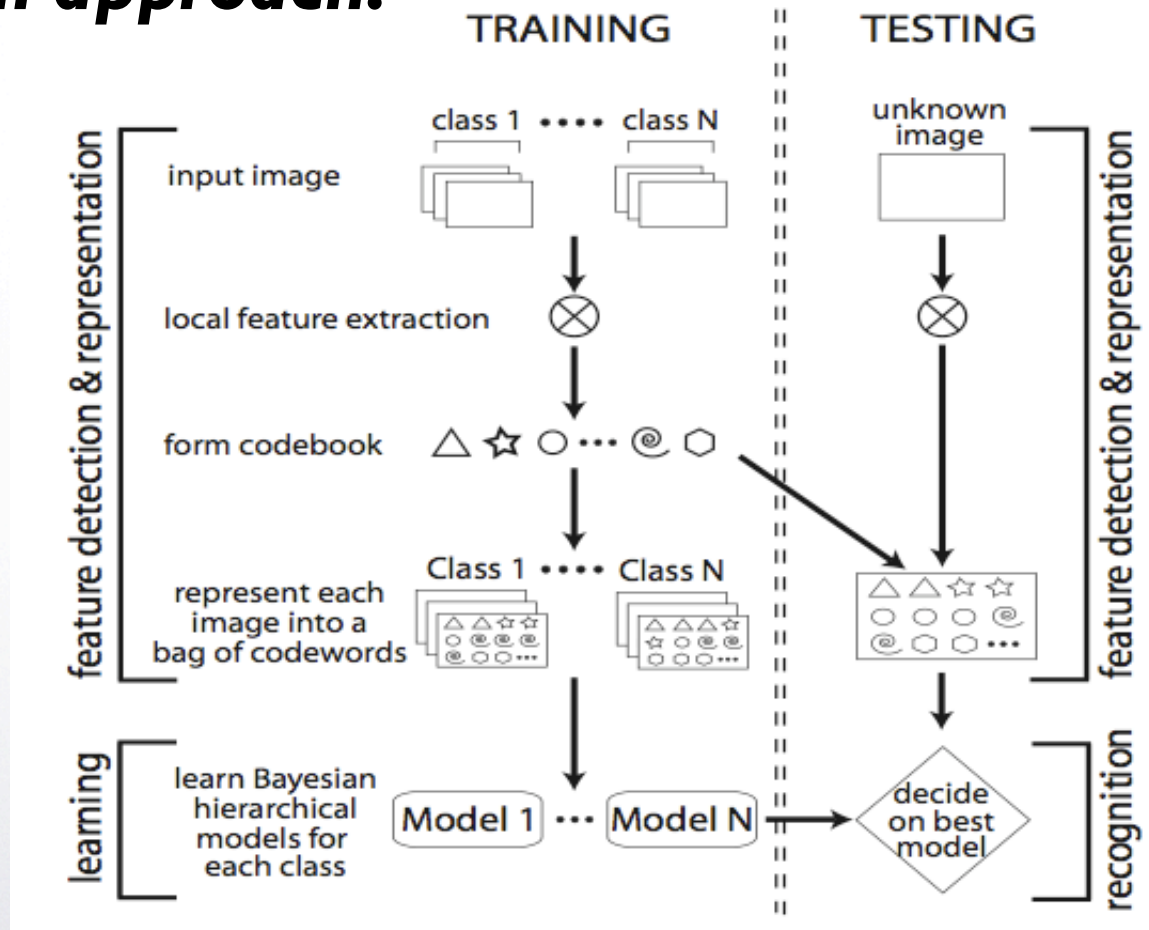 approach.
TRAINING
TESTING
feature detection & representation
input image
class 1 •••• class N
local feature extraction
form codebook
•••
represent each
image into a
bag of codewords
Class 1 •••• Class N
•••
•••
learning
learn Bayesian
hierarchical
models for
each class
Model 1 ••• Model N
unknown
image
•••
decide
on best
model
feature detection & representation
recognition